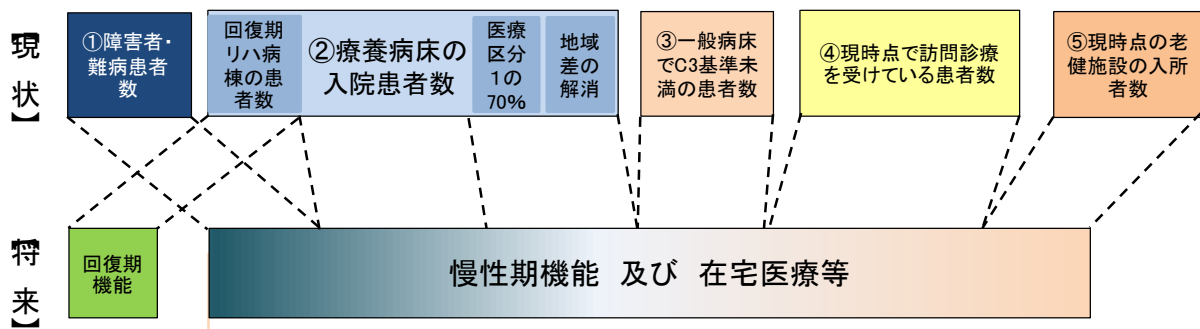 【現状】
①障害者・
難病患者
数
回復期
リハ病
棟の患
者数
②療養病床の
入院患者数
医療
区分
1の
70%
地域
差の
解消
③一般病床
でC3基準未
満の患者数
④現時点で訪問診療
を受けている患者数
⑤現時点の老
健施設の入所
者数
【将来】
回復期
機能
慢性期機能 及び 在宅医療等